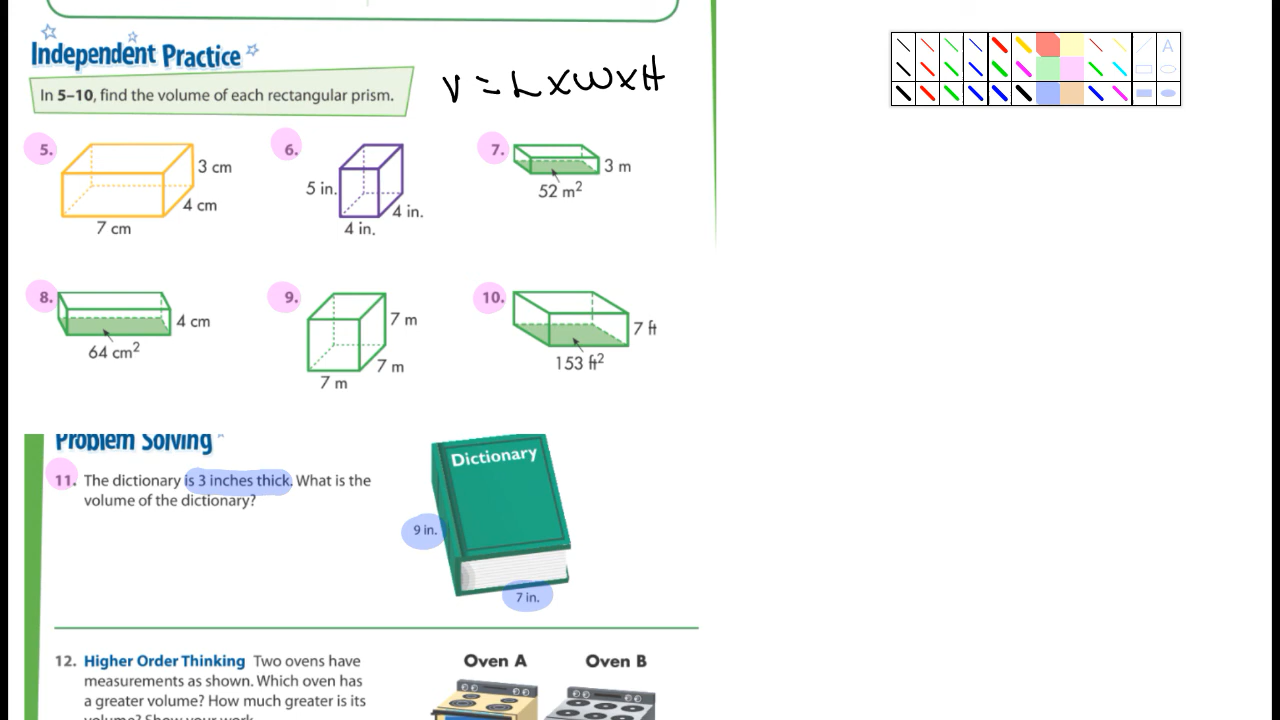 Independent Practice
In 5–10, find the volume of each rectangular prism.
V = L x W x H
A
5.
3 cm
4 cm
7 cm
6.
5 in.
4 in.
4 in.
7.
3 m
52 m²
8.
4 cm
64 cm²
9.
7 m
7 m
7 m
10.
7 ft
153 ft²
Problem Solving
11. The dictionary is 3 inches thick. What is the
volume of the dictionary?
Dictionary
9 in.
7 in.
12. Higher Order Thinking Two ovens have
measurements as shown. Which oven has
a greater volume? How much greater is its
volume? Show your work.
Oven A
Oven B